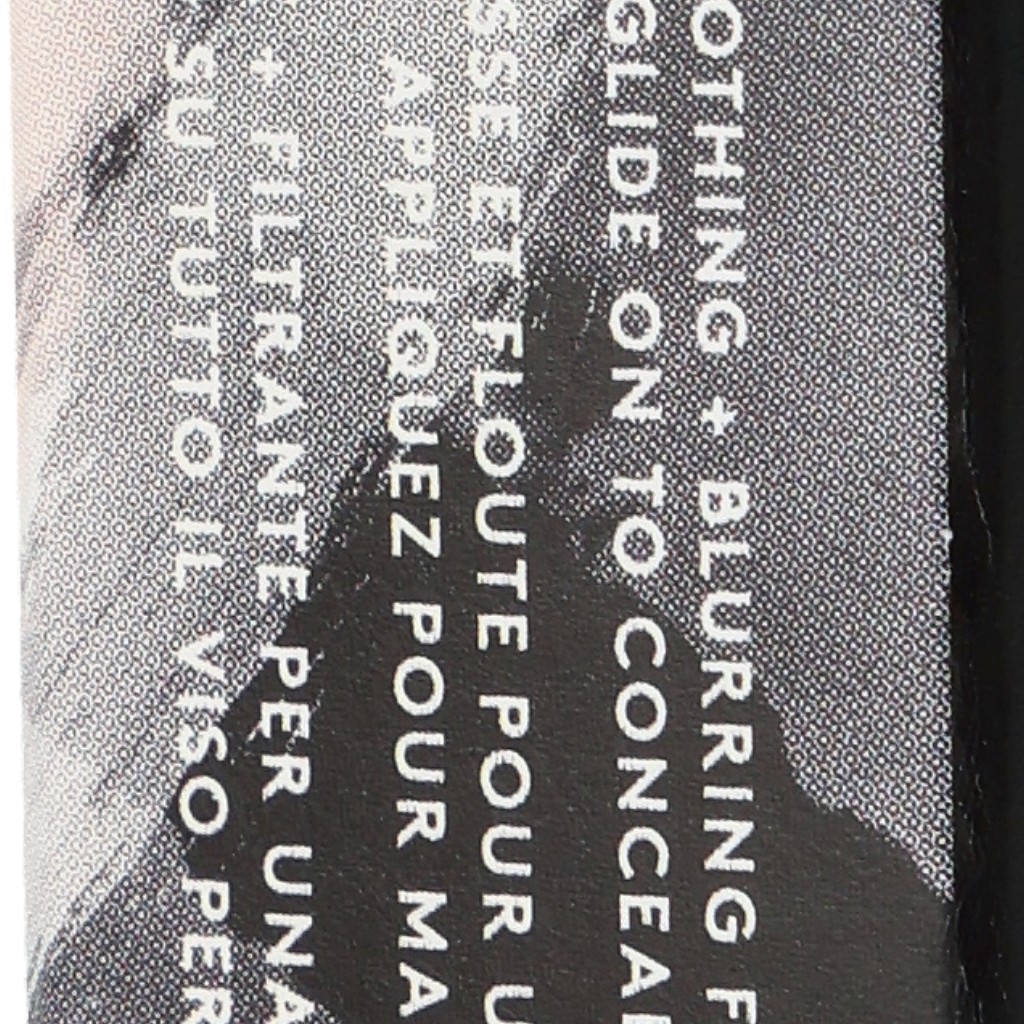 OTHING ★ BLURRING F
GLIDE ON TO CONCEAL
SSE ET FLOUTE POUR U
APPLIQUEZ POUR MA
+ FILTRANTE PER UNA
SU TUTTO IL VISO PER